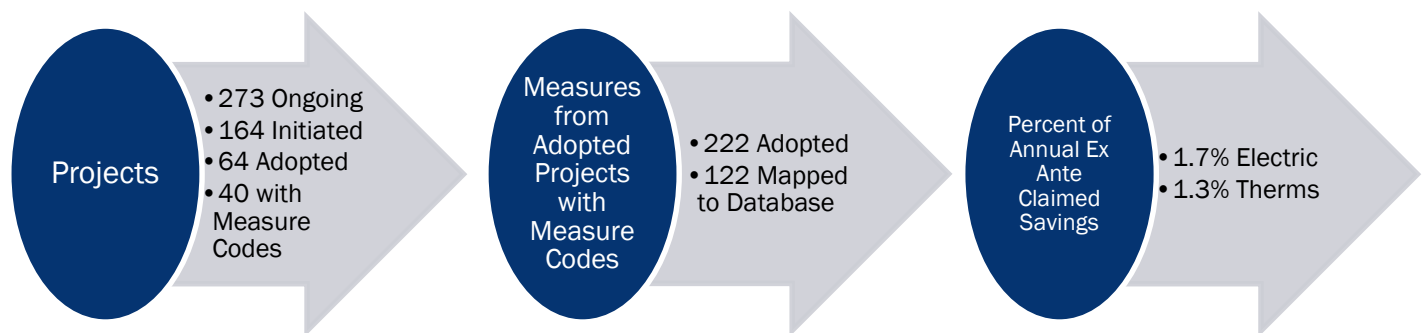 Projects
• 273 Ongoing
• 164 Initiated
• 64 Adopted
• 40 with
Measure
Codes
Measures
from
Adopted
Projects
with
Measure
Codes
• 222 Adopted
• 122 Mapped
to Database
Percent of
Annual Ex
Ante
Claimed
Savings
• 1.7% Electric
• 1.3% Therms